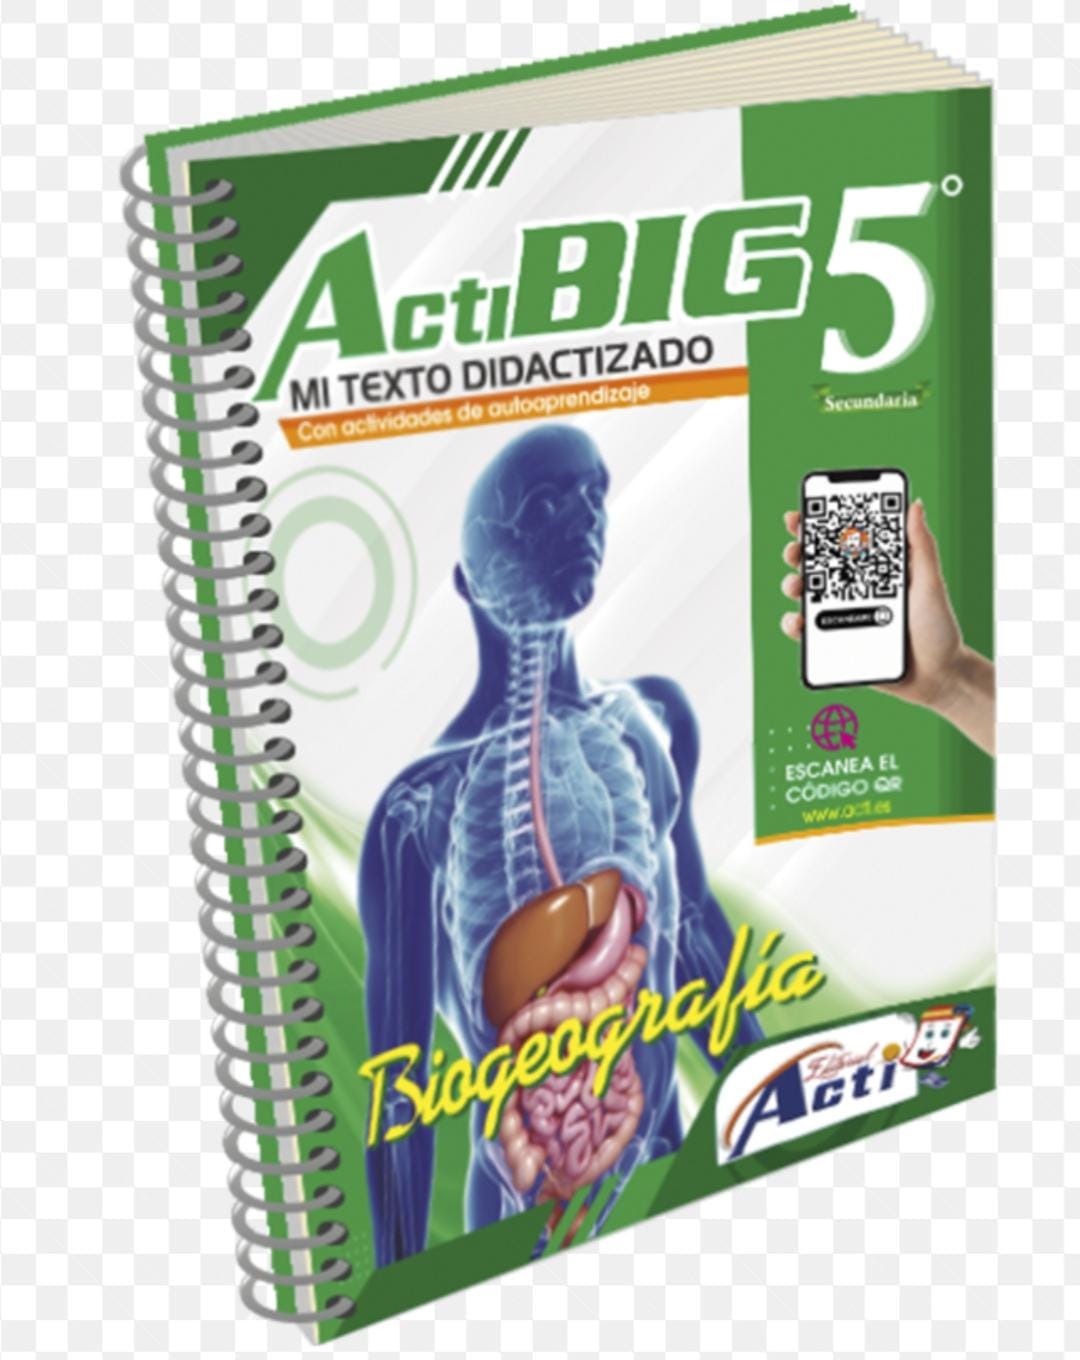 ActiBIG 5°
MI TEXTO DIDACTIZADO
Con actividades de autoaprendizaje
Secundaria
ESCANEA EL
CÓDIGO QR
www.acti.es
Biogeografía
Editorial
Acti